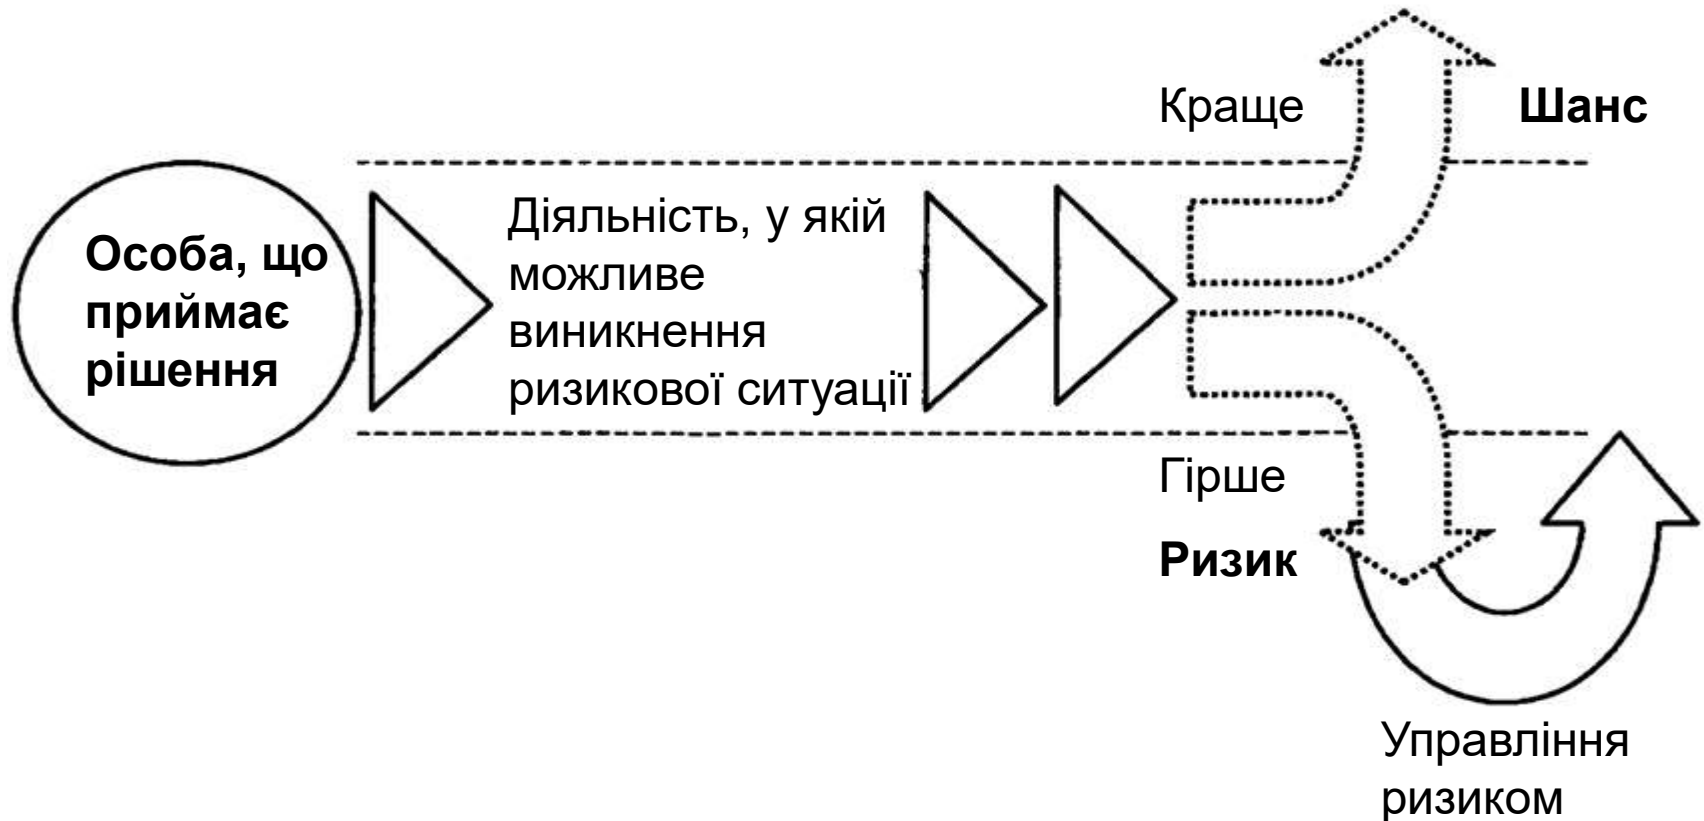 Краще
Шанс
Особа, що
приймає
рішення
Діяльність, у якій
можливе
виникнення
ризикової ситуації
Гірше
Ризик
Управління
ризиком